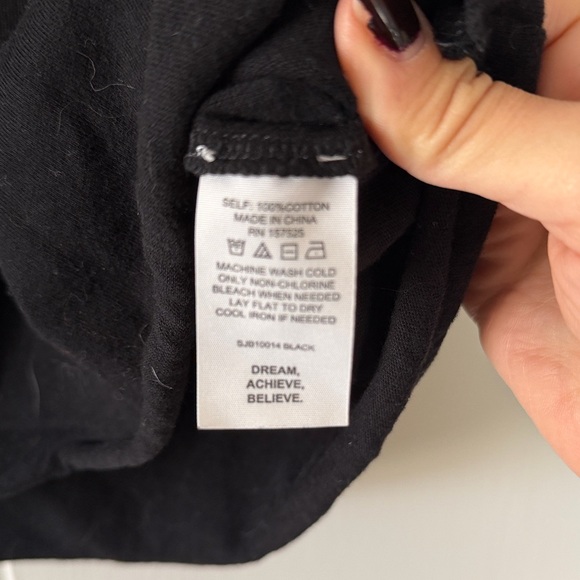 SELF: 100%COTTON
MADE IN CHINA
RN 157525
MACHINE WASH COLD
ONLY NON-CHLORINE
BLEACH WHEN NEEDED
LAY FLAT TO DRY
COOL IRON IF NEEDED
SJB10014 BLACK
DREAM,
ACHIEVE,
BELIEVE.